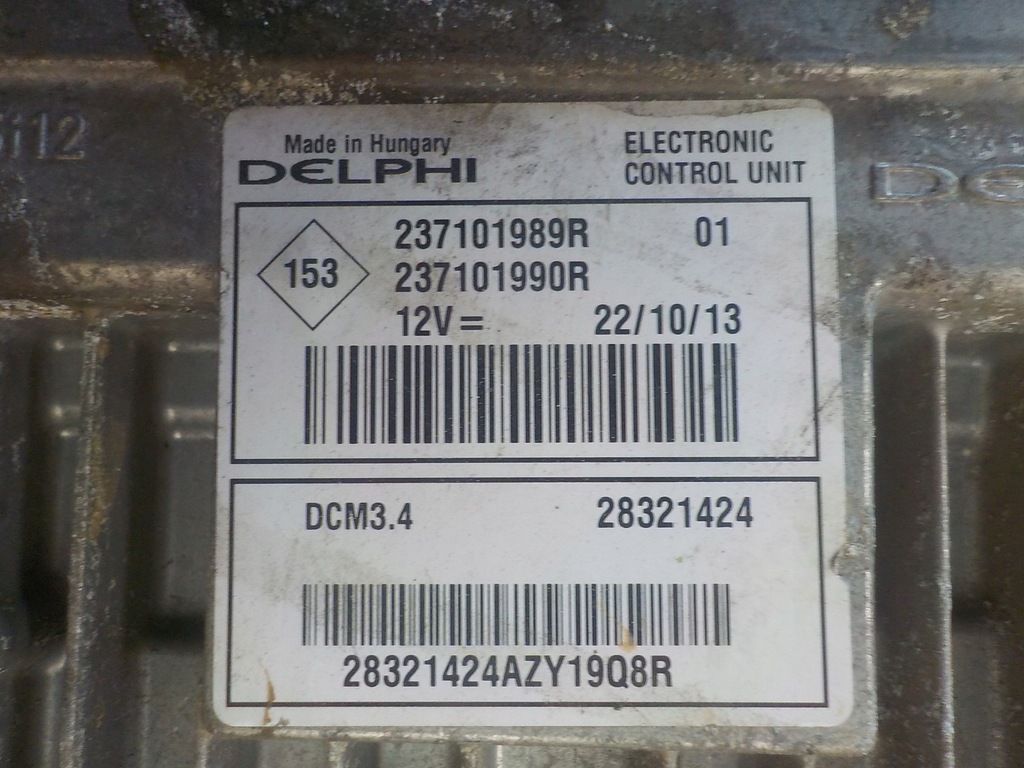 Made in Hungary
DELPHI
ELECTRONIC
CONTROL UNIT
153
237101989R 01
237101990R
12V= 22/10/13
DCM3.4 28321424
28321424AZY19Q8R
i12